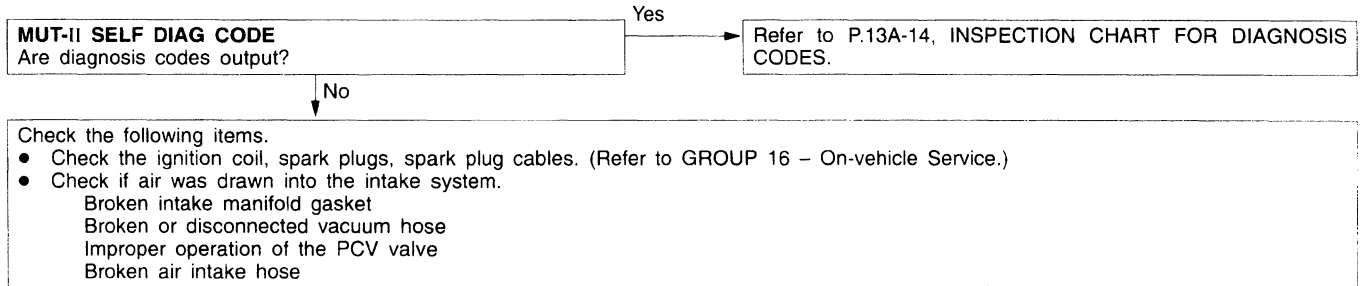 Yes
MUT-II SELF DIAG CODE
Are diagnosis codes output?
Refer to P.13A-14, INSPECTION CHART FOR DIAGNOSIS
CODES.
No
Check the following items.
● Check the ignition coil, spark plugs, spark plug cables. (Refer to GROUP 16 – On-vehicle Service.)
● Check if air was drawn into the intake system.
Broken intake manifold gasket
Broken or disconnected vacuum hose
Improper operation of the PCV valve
Broken air intake hose